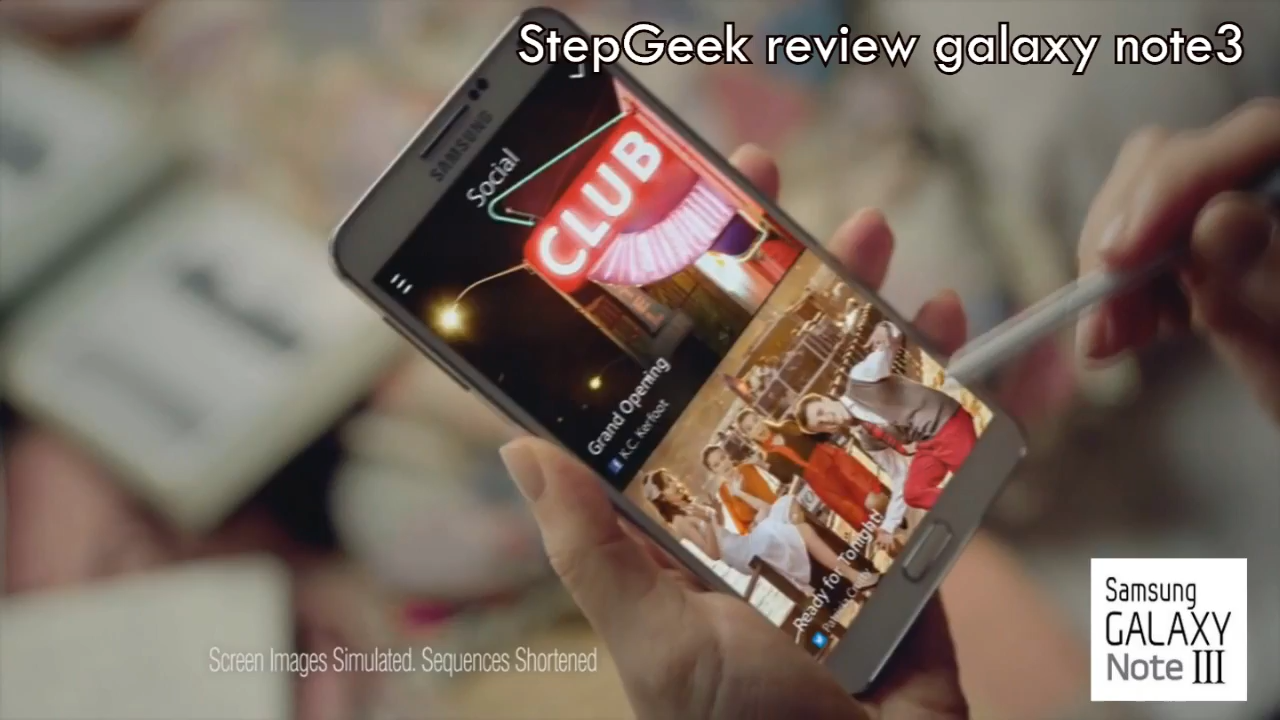 StepGeek review galaxy note3
SAMSUNG
Social
CLUB
Grand Opening
K.C. Kerfoot
Ready for Tonight!
Screen Images Simulated. Sequences Shortened
Samsung
GALAXY
Note III